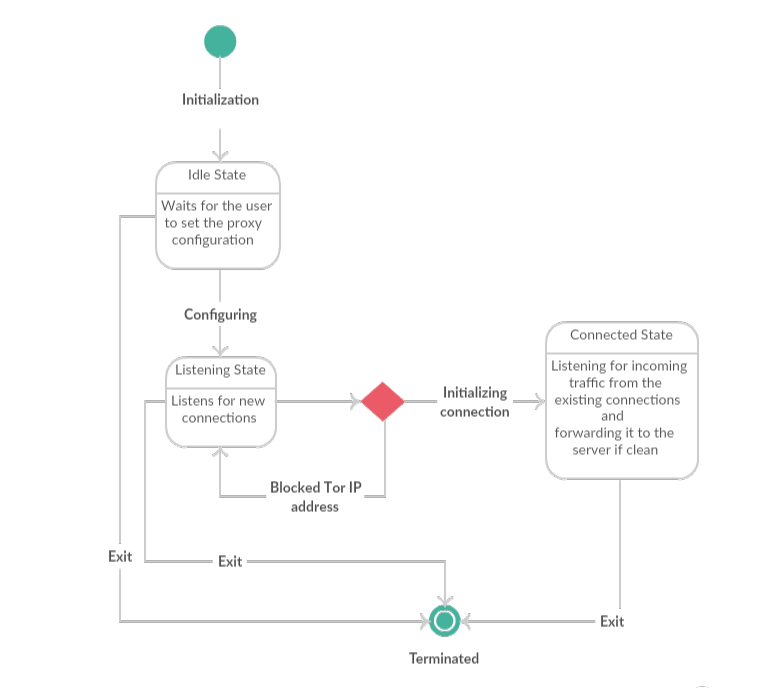 Initialization
Idle State
Waits for the user
to set the proxy
configuration
Configuring
Listening State
Listens for new
connections
Initializing
connection
Connected State
Listening for incoming
traffic from the
existing connections
and
forwarding it to the
server if clean
Blocked Tor IP
address
Exit
Exit
Exit
Terminated